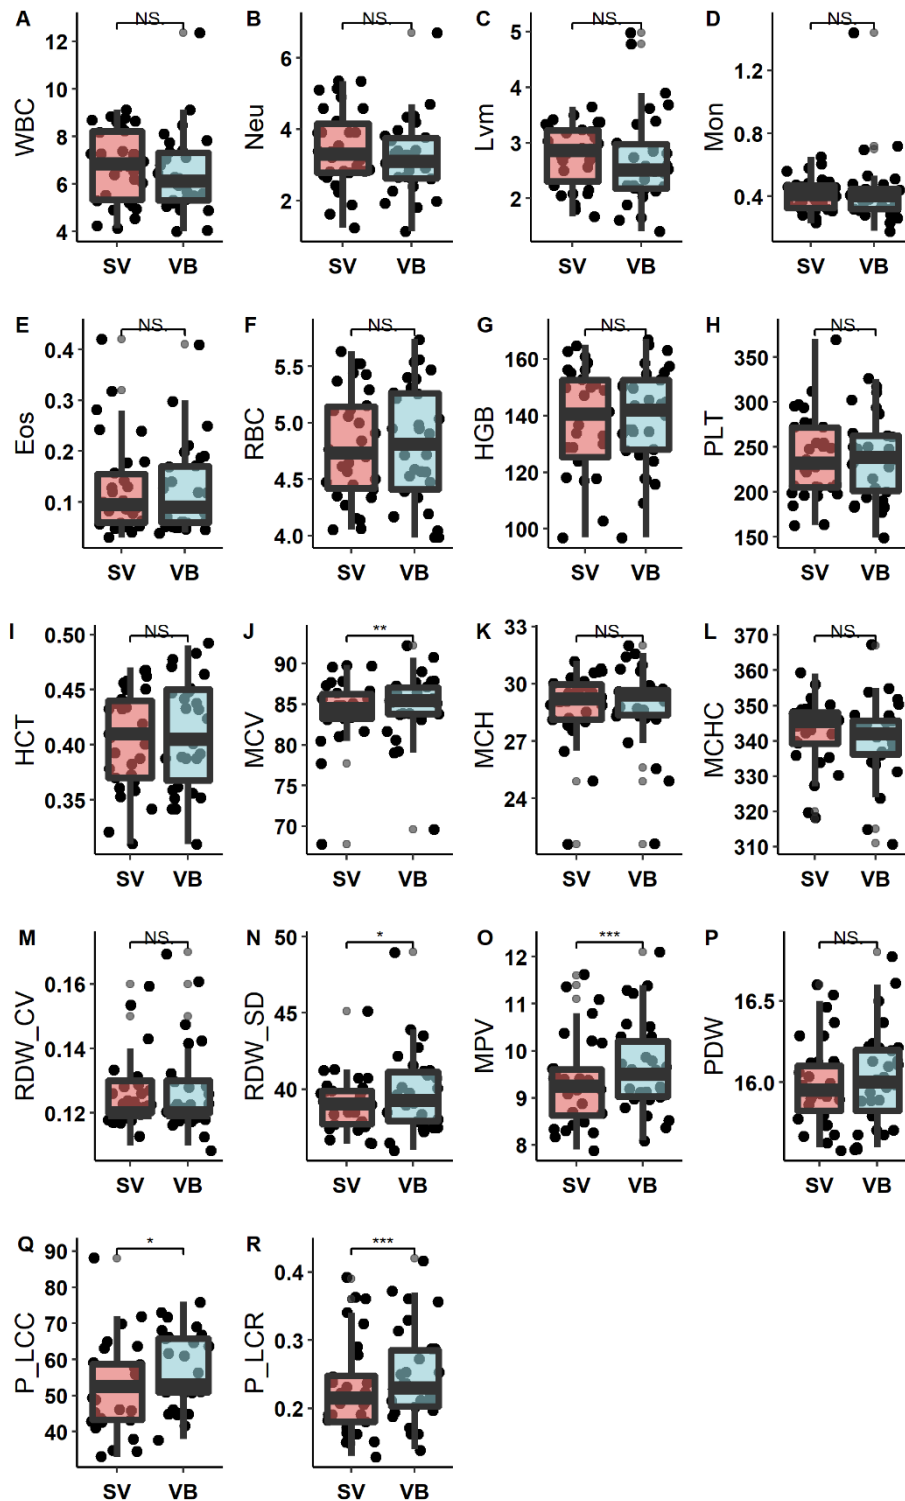 A B C D
NS. NS. NS. NS.
WBC 12 10 8 6 4 SV VB
Neu 6 4 2 SV VB
Lym 5 4 3 2 SV VB
Mon 1.2 0.8 0.4 SV VB
E F G H
NS. NS. NS. NS.
Eos 0.4 0.3 0.2 0.1 SV VB
RBC 5.5 5.0 4.5 4.0 SV VB
HGB 160 140 120 100 SV VB
PLT 350 300 250 200 150 SV VB
I J K L
NS. ** NS. NS.
HCT 0.50 0.45 0.40 0.35 SV VB
MCV 90 85 80 75 70 SV VB
MCH 33 30 27 24 SV VB
MCHC 370 360 350 340 330 320 310 SV VB
M N O P
NS. * *** NS.
RDW_CV 0.16 0.14 0.12 SV VB
RDW_SD 50 45 40 SV VB
MPV 12 11 10 9 8 SV VB
PDW 16.5 16.0 SV VB
Q R
* ***
P_LCC 90 80 70 60 50 40 SV VB
P_LCR 0.4 0.3 0.2 SV VB